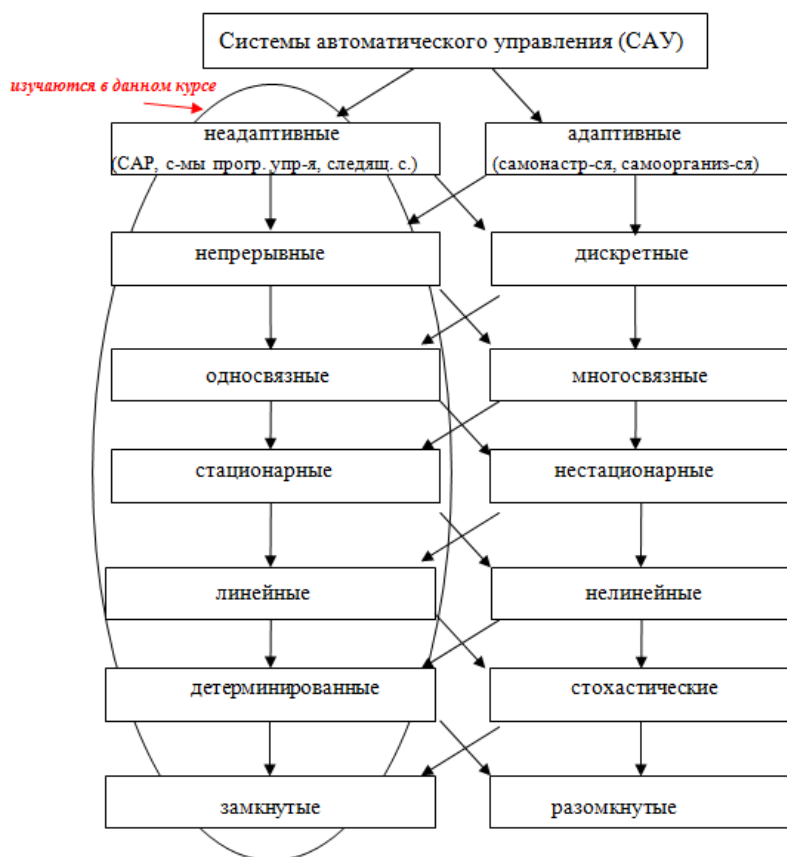 Системы автоматического управления (САУ)
изучаются в данном курсе
неадаптивные
(САР, с-мы прогр. упр-я, следящ. с.)
адаптивные
(самонастр-ся, самоорганиз-ся)
непрерывные
дискретные
односвязные
многосвязные
стационарные
нестационарные
линейные
нелинейные
детерминированные
стохастические
замкнутые
разомкнутые